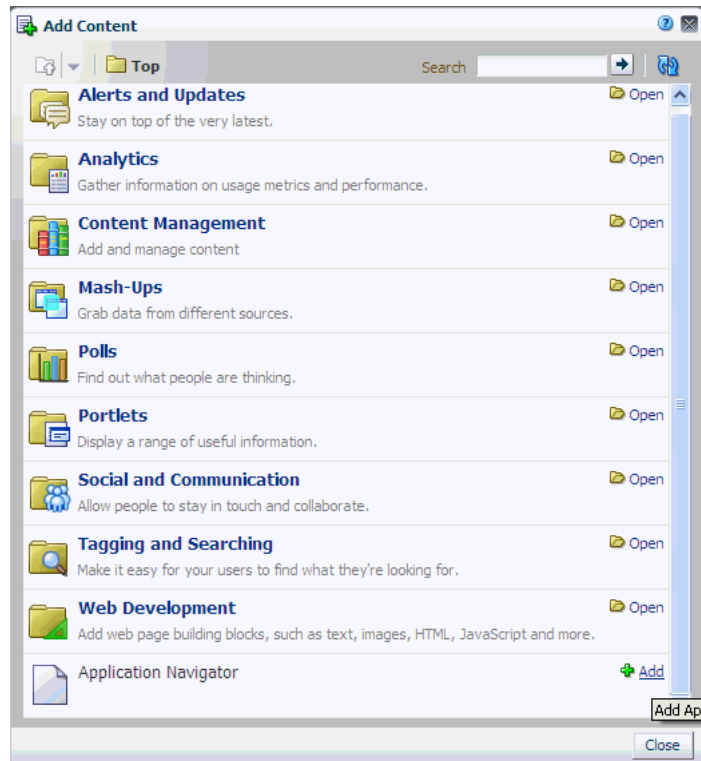 Add Content
Top Search
Alerts and Updates Open
Stay on top of the very latest.
Analytics Open
Gather information on usage metrics and performance.
Content Management Open
Add and manage content
Mash-Ups Open
Grab data from different sources.
Polls Open
Find out what people are thinking.
Portlets Open
Display a range of useful information.
Social and Communication Open
Allow people to stay in touch and collaborate.
Tagging and Searching Open
Make it easy for your users to find what they're looking for.
Web Development Open
Add web page building blocks, such as text, images, HTML, JavaScript and more.
Application Navigator Add
Add Ap
Close